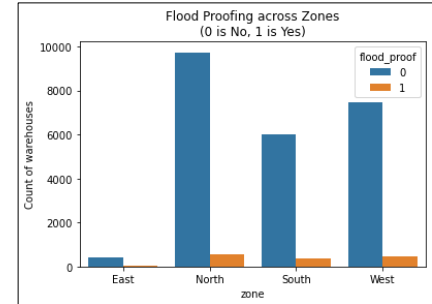 Flood Proofing across Zones
(0 is No, 1 is Yes)
10000
8000
6000
4000
2000
0
Count of warehouses
flood_proof
0
1
East North South West
zone